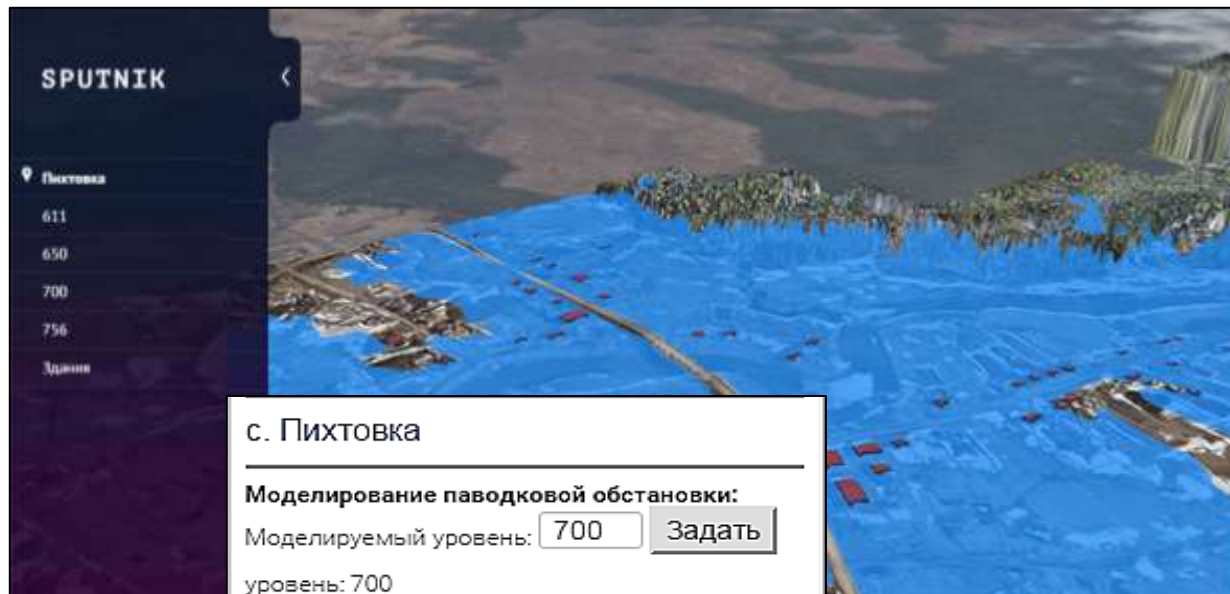 SPUTNIK
Пихтовка
611
650
700
756
Здания
с. Пихтовка
Моделирование паводковой обстановки:
Моделируемый уровень: 700 Задать
уровень: 700